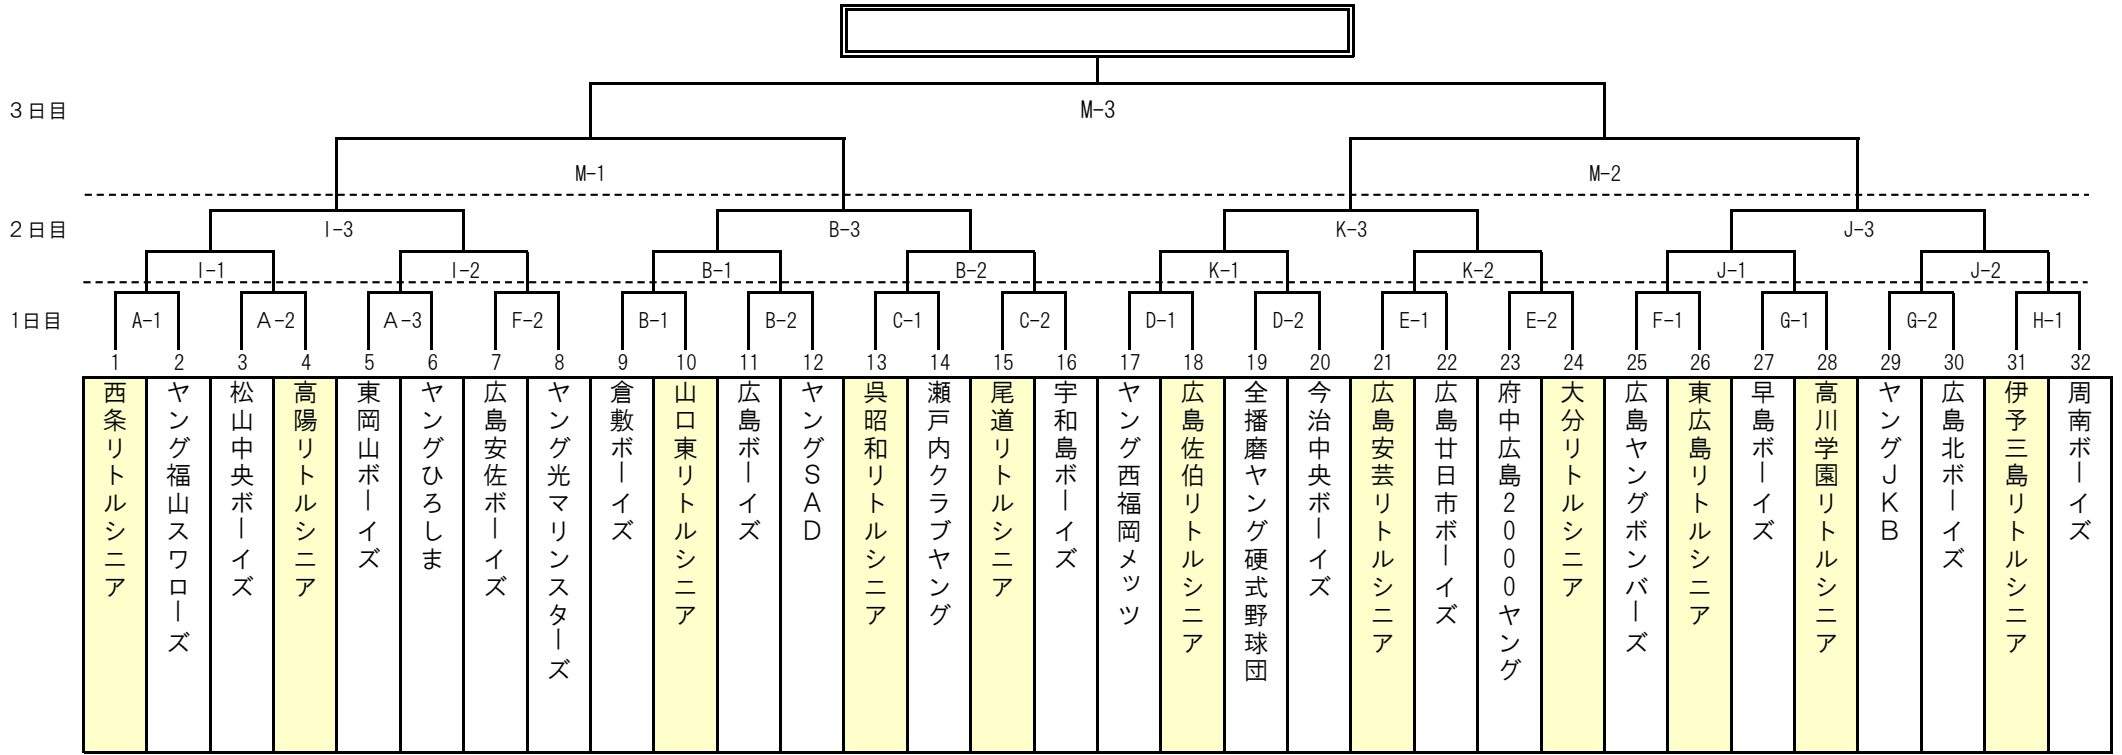 3日目
M-3
M-1
M-2
2日目
I-3
B-3
K-3
J-3
I-1
I-2
B-1
B-2
K-1
K-2
J-1
J-2
1日目
A-1
A-2
A-3
F-2
B-1
B-2
C-1
C-2
D-1
D-2
E-1
E-2
F-1
G-1
G-2
H-1
1 2 3 4 5 6 7 8 9 10 11 12 13 14 15 16 17 18 19 20 21 22 23 24 25 26 27 28 29 30 31 32
西条リトルシニア
ヤング福山スワローズ
松山中央ボーイズ
高陽リトルシニア
東岡山ボーイズ
ヤングひろしま
広島安佐ボーイズ
ヤング光マリンスターズ
倉敷ボーイズ
山口東リトルシニア
広島ボーイズ
ヤングSAD
呉昭和リトルシニア
瀬戸内クラブヤング
尾道リトルシニア
宇和島ボーイズ
ヤング西福岡メッツ
広島佐伯リトルシニア
全播磨ヤング硬式野球団
今治中央ボーイズ
広島安芸リトルシニア
広島廿日市ボーイズ
府中広島2000ヤング
大分リトルシニア
広島ヤングボンバーズ
東広島リトルシニア
早島ボーイズ
高川学園リトルシニア
ヤングJKB
広島北ボーイズ
伊予三島リトルシニア
周南ボーイズ